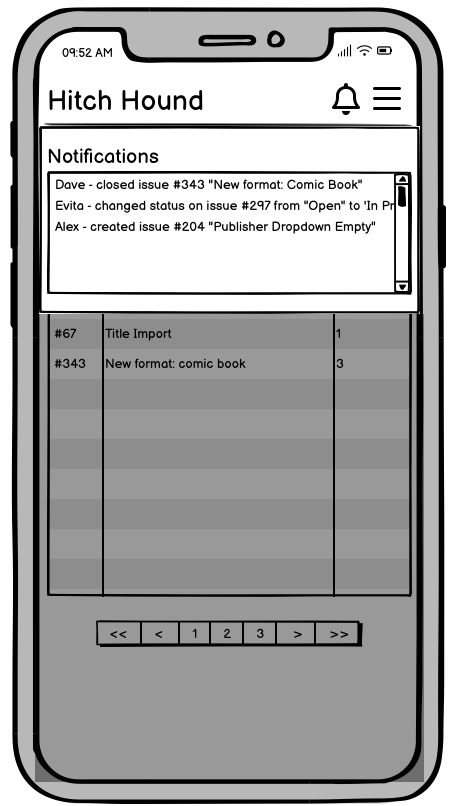 09:52 AM
Hitch Hound
Notifications
Dave - closed issue #343 "New format: Comic Book"
Evita - changed status on issue #297 from "Open" to 'In Pr
Alex - created issue #204 "Publisher Dropdown Empty"
#67 Title Import 1
#343 New format: comic book 3
<< < 1 2 3 > >>